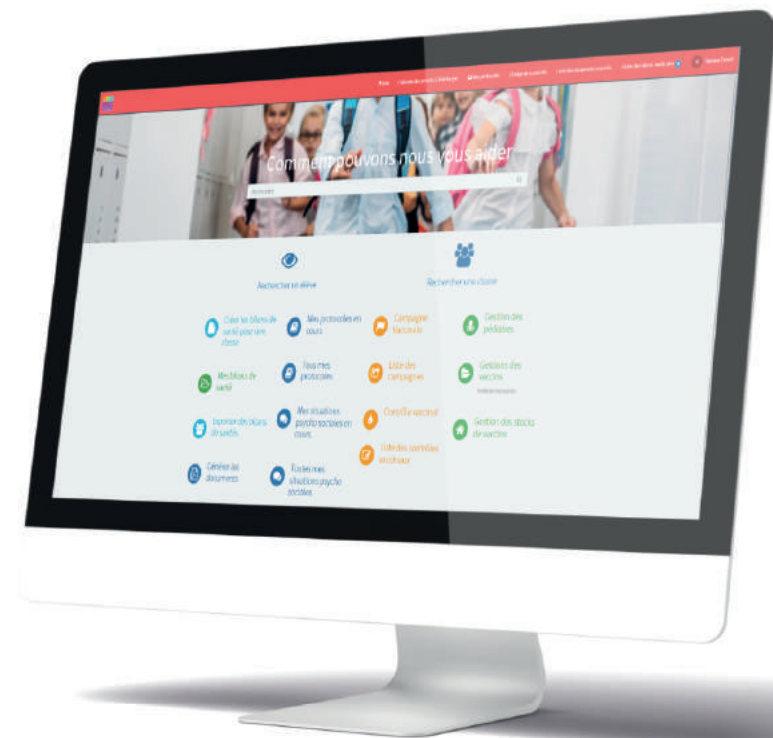 Comment pouvons nous vous aider
Rechercher un élève
Rechercher une classe
Créer les bilans de
santé pour une
classe
Mes bilans de
santé
Importer des bilans
de santés
Générer les
documents
Mes protocoles en
cours
Tous mes
protocoles
Mes situations
psycho sociales en
cours
Toutes mes
situations psycho
sociales
Campagne
Vaccinale
Liste des
campagnes
Contrôle vaccinal
Liste des contrôles
vaccinaux
Gestion des
pédiatres
Gestions des
vaccins
Gestion des stocks
de vaccins